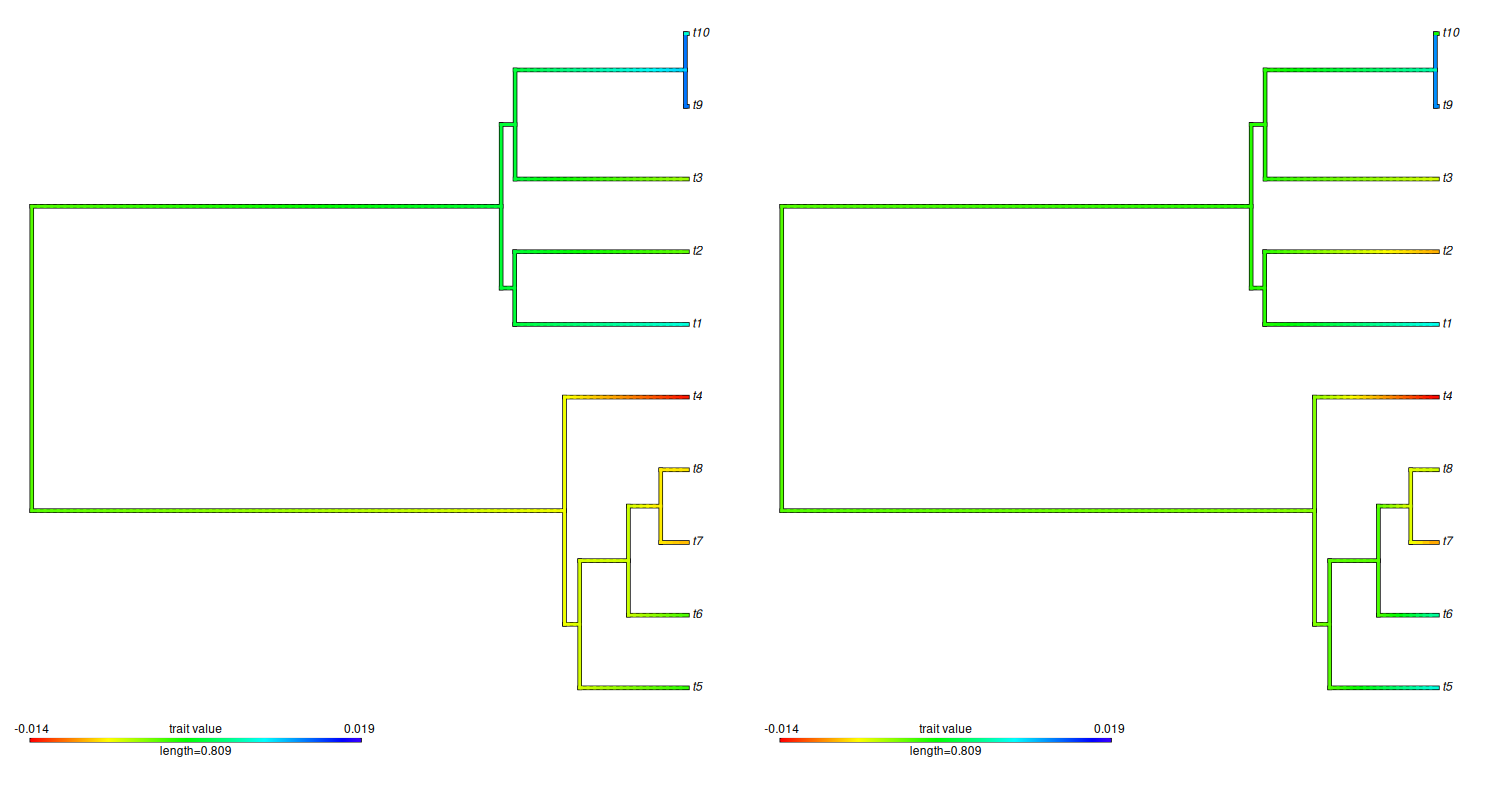 t10
t9
t3
t2
t1
t4
t8
t7
t6
t5
-0.014 trait value 0.019
length=0.809
t10
t9
t3
t2
t1
t4
t8
t7
t6
t5
-0.014 trait value 0.019
length=0.809